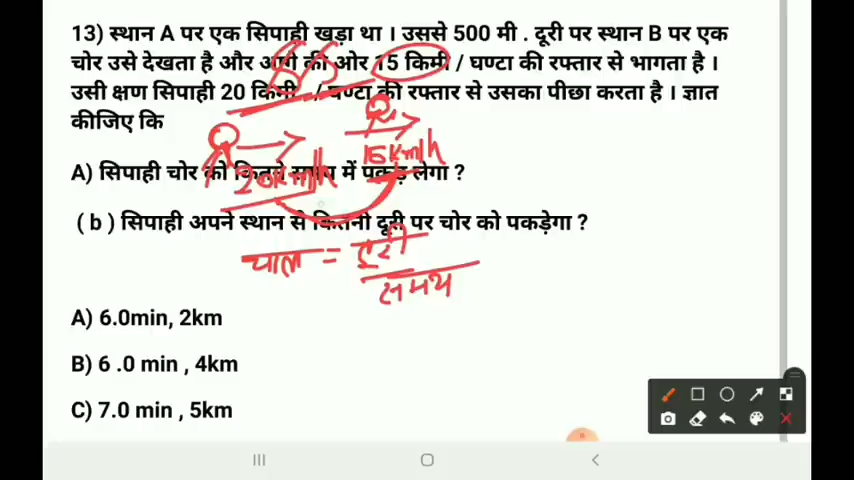 13) स्थान A पर एक सिपाही खड़ा था । उससे 500 मी . दूरी पर स्थान B पर एक
चोर उसे देखता है और आगे की ओर 15 किमी / घण्टा की रफ्तार से भागता है ।
उसी क्षण सिपाही 20 किमी / घण्टा की रफ्तार से उसका पीछा करता है । ज्ञात
कीजिए कि
15km/h
A) सिपाही चोर को कितने समय में पकड़ लेगा ?
20km/h
( b ) सिपाही अपने स्थान से कितनी दूरी पर चोर को पकड़ेगा ?
चाल = दूरी
समय
A) 6.0min, 2km
B) 6 .0 min , 4km
C) 7.0 min , 5km